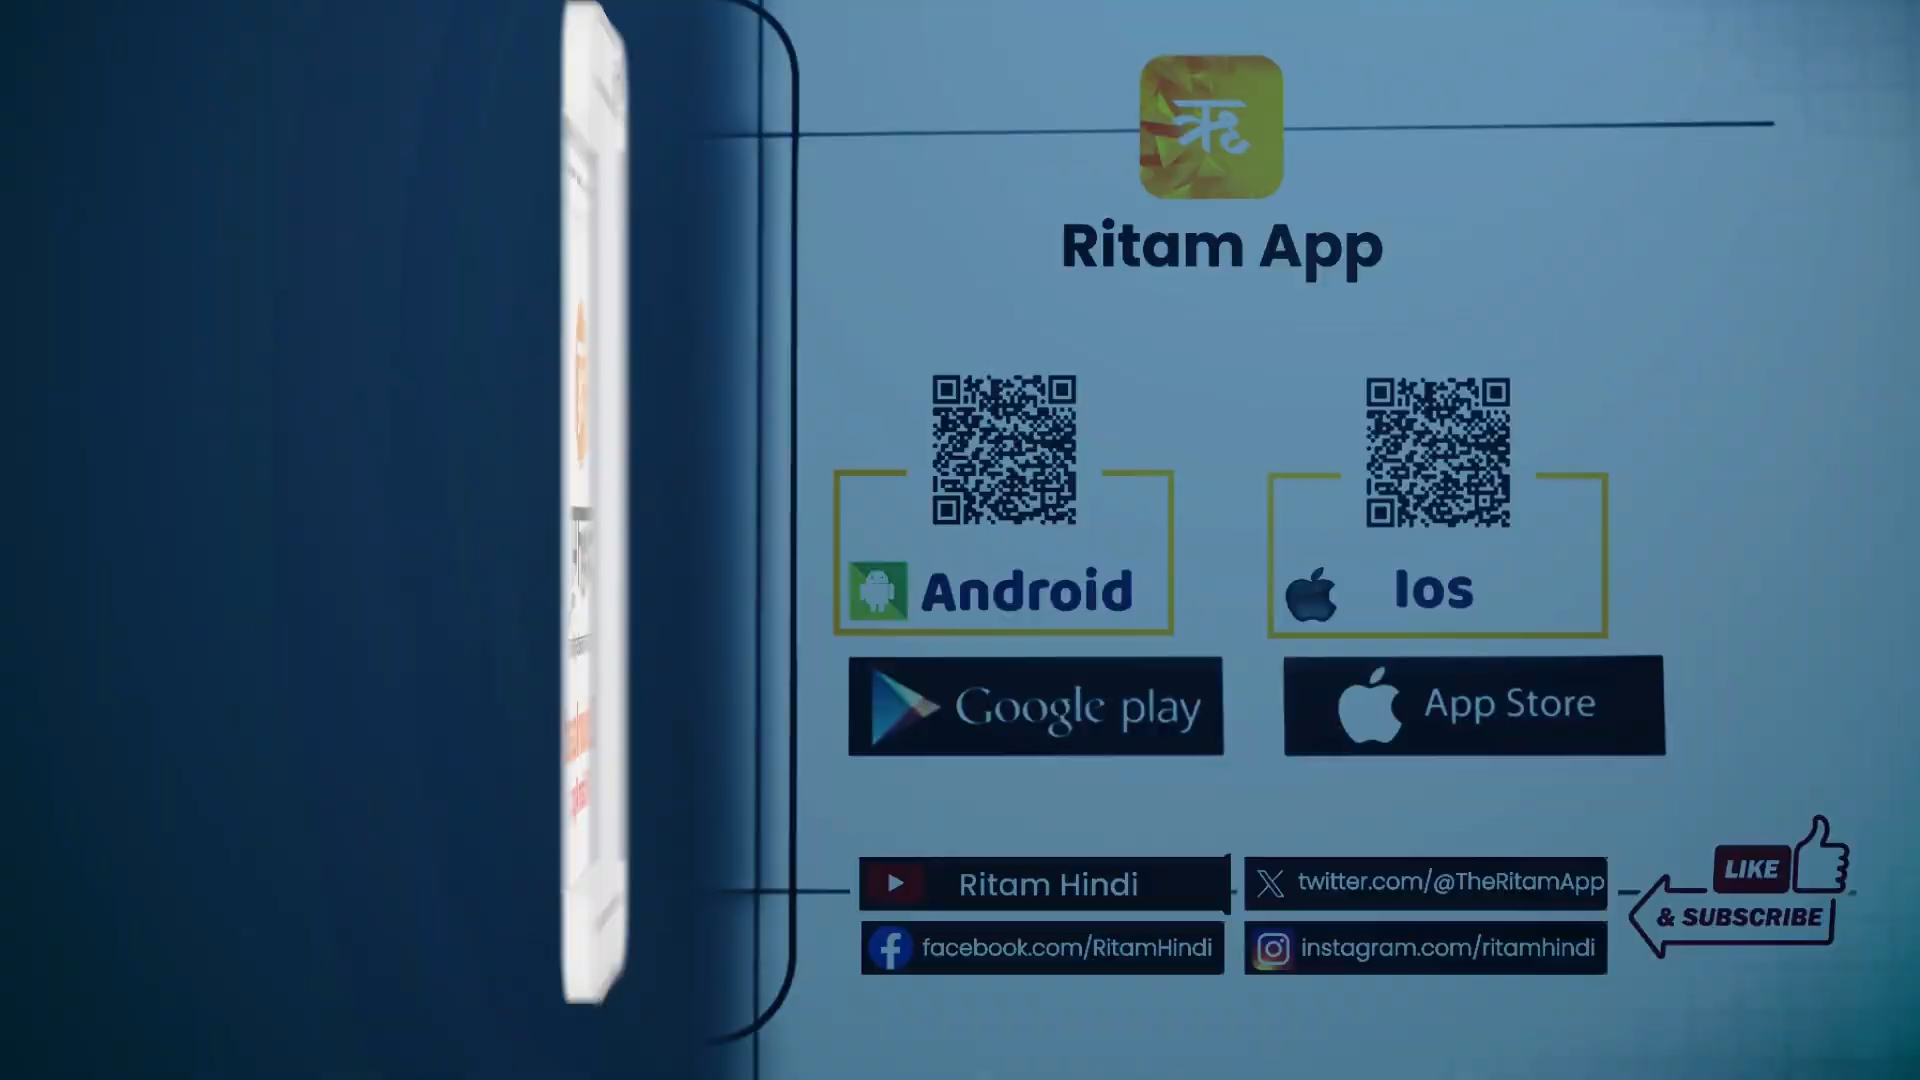 ऋ
Ritam App
Android
Ios
Google play
App Store
Ritam Hindi
twitter.com/@TheRitamApp
facebook.com/RitamHindi
instagram.com/ritamhindi
LIKE
& SUBSCRIBE